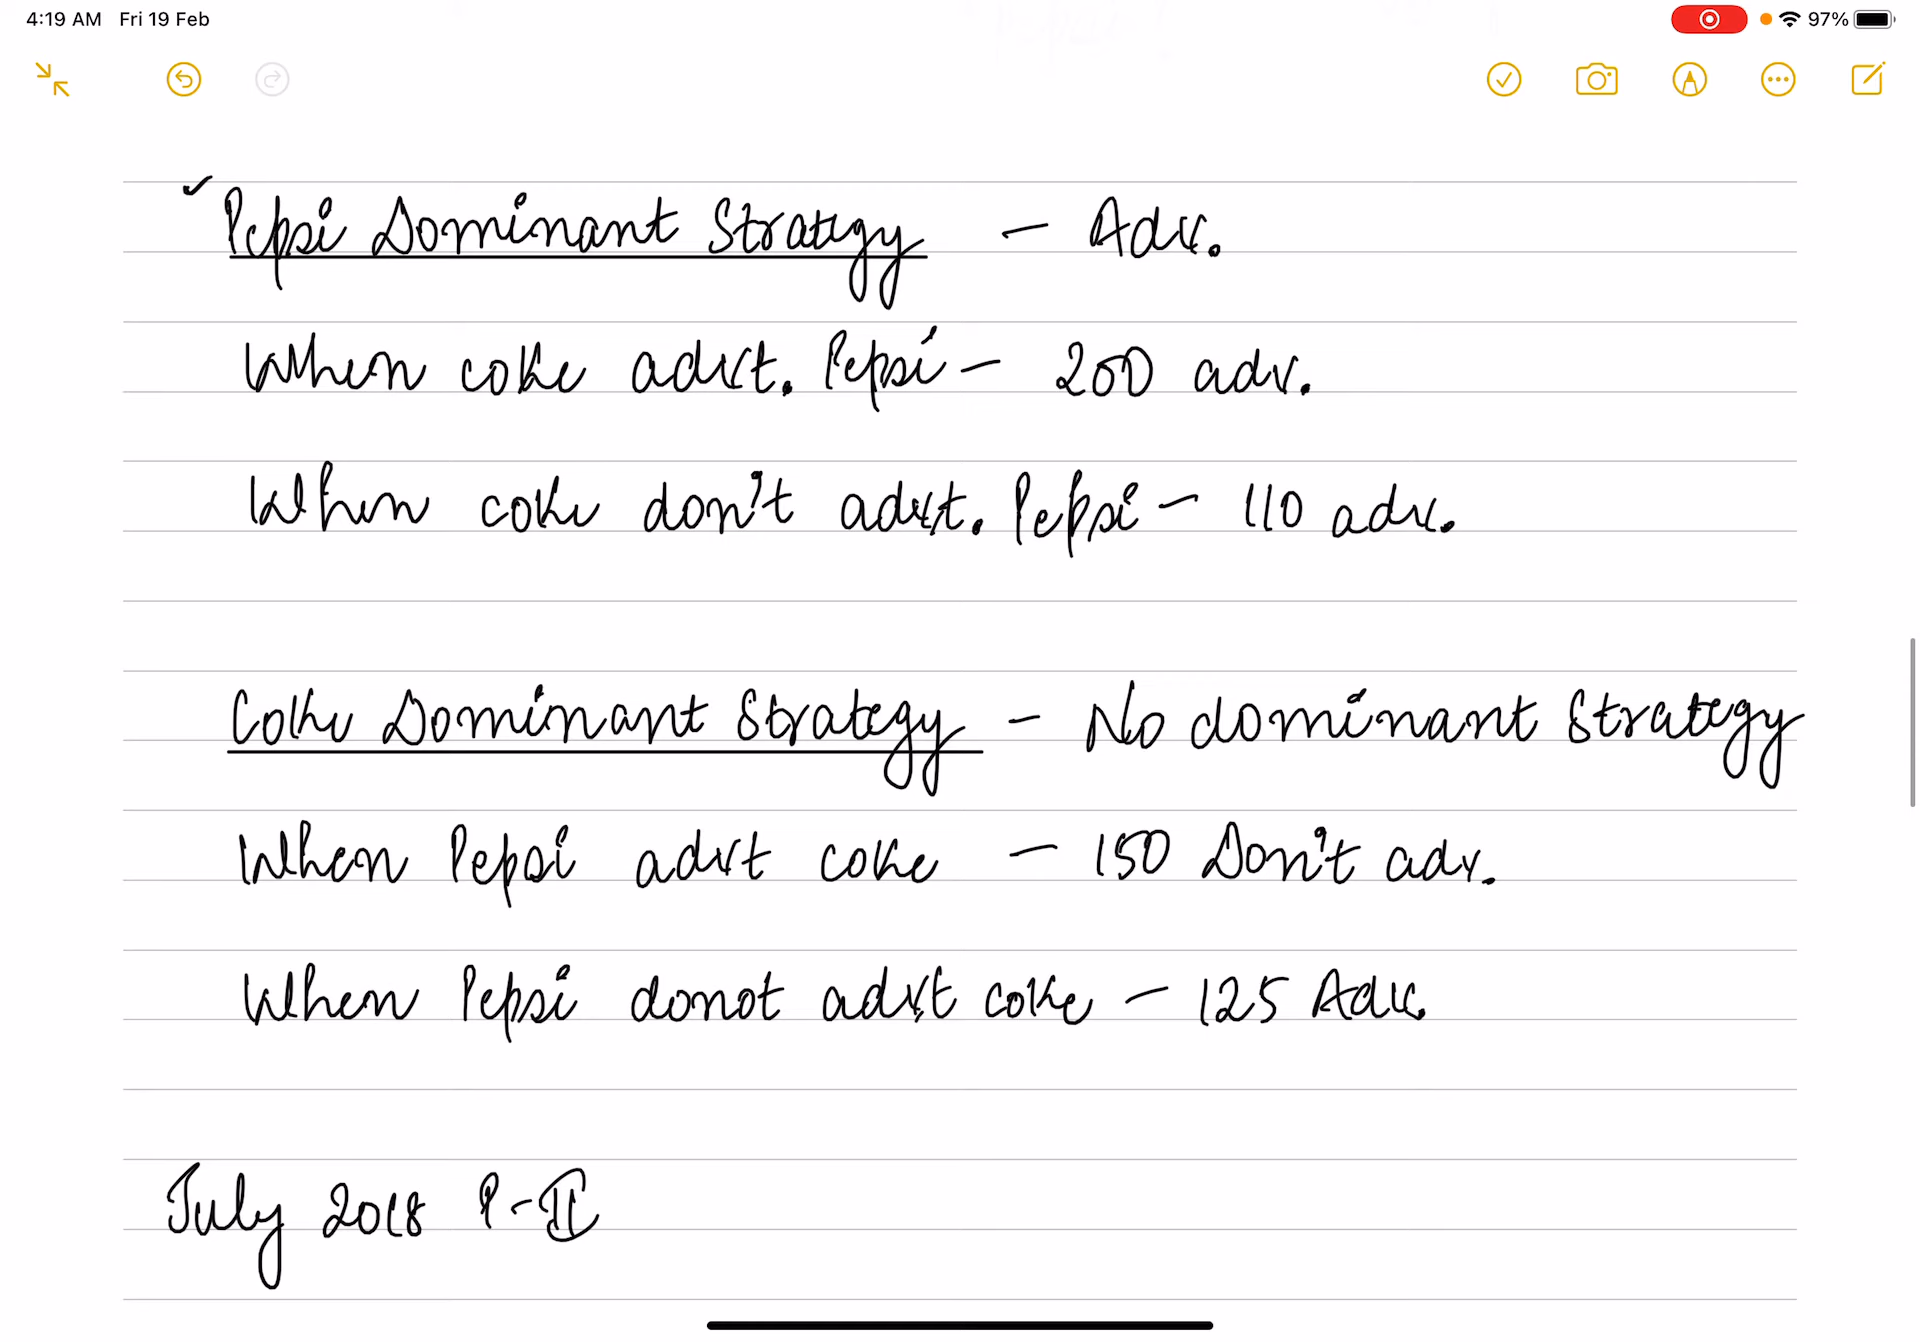 4:19 AM Fri 19 Feb 97%
Pepsi Dominant Strategy - Adv.
When coke advt. Pepsi - 200 adv.
When coke don't advt. Pepsi - 110 adv.
Coke Dominant Strategy - No dominant Strategy
When Pepsi advt coke - 150 Don't adv.
When Pepsi donot advt coke - 125 Adv.
July 2018 P-II